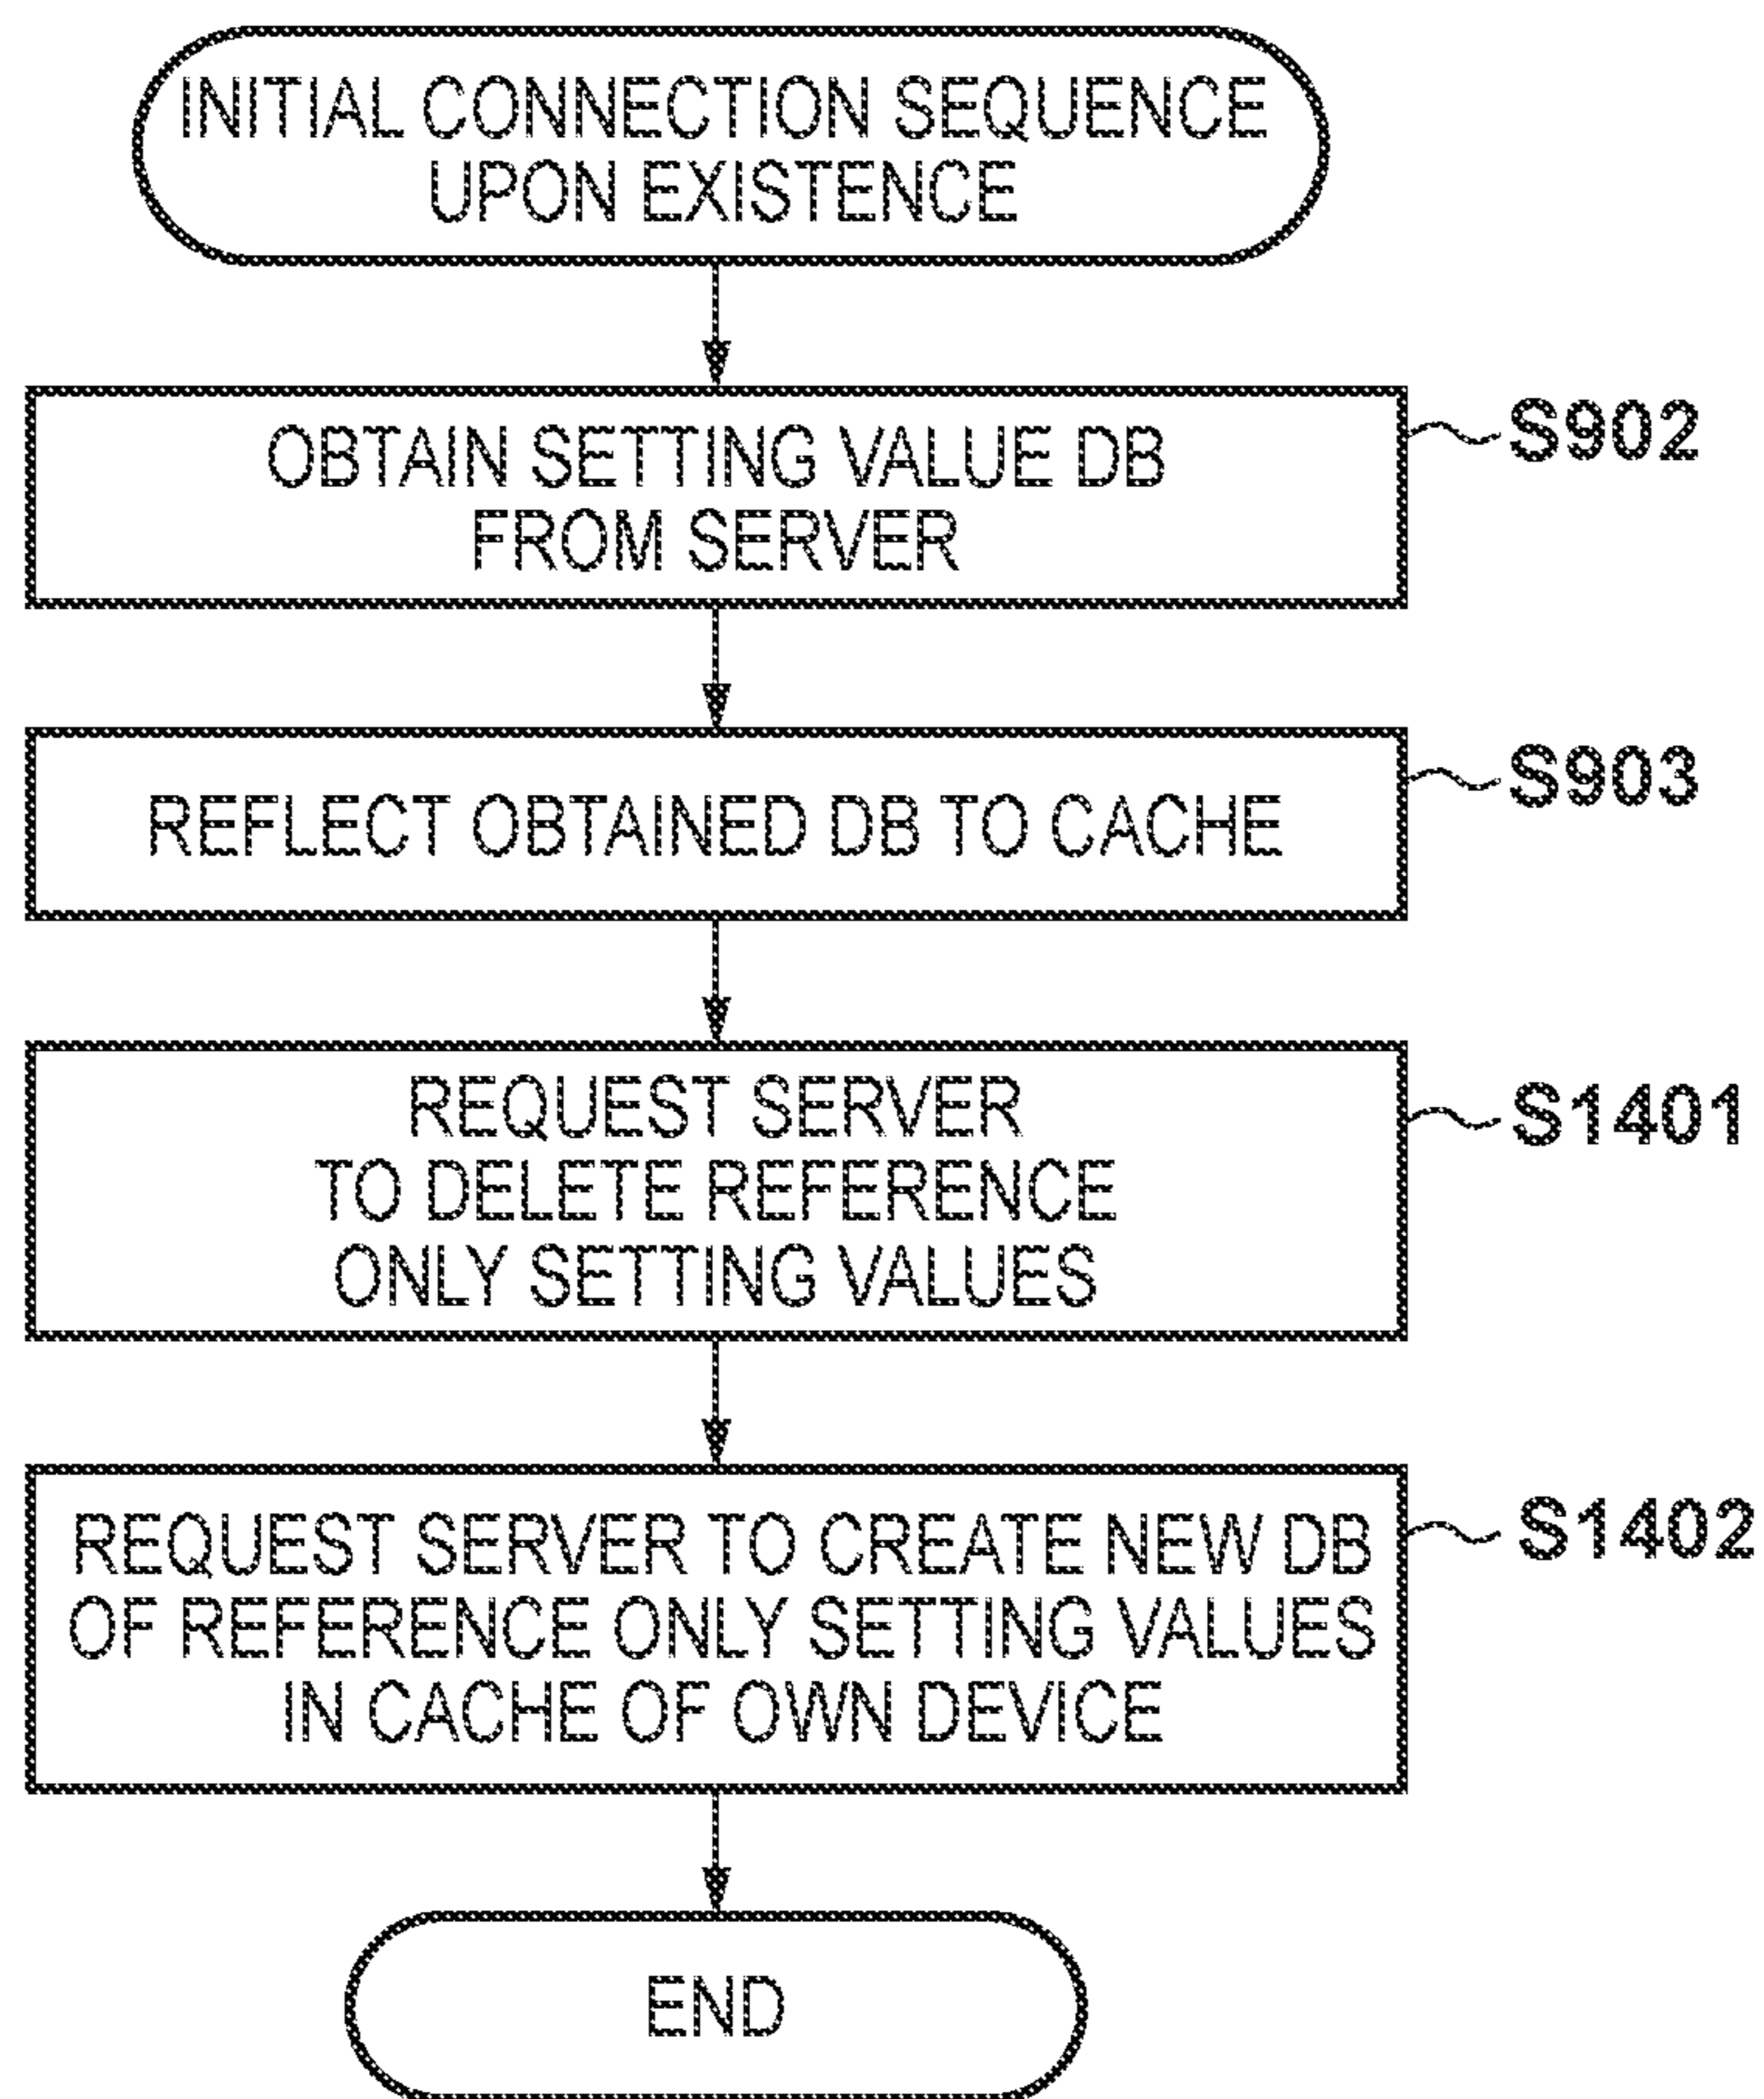 INITIAL CONNECTION SEQUENCE
UPON EXISTENCE
OBTAIN SETTING VALUE DB
FROM SERVER
S902
REFLECT OBTAINED DB TO CACHE
S903
REQUEST SERVER
TO DELETE REFERENCE
ONLY SETTING VALUES
S1401
REQUEST SERVER TO CREATE NEW DB
OF REFERENCE ONLY SETTING VALUES
IN CACHE OF OWN DEVICE
S1402
END